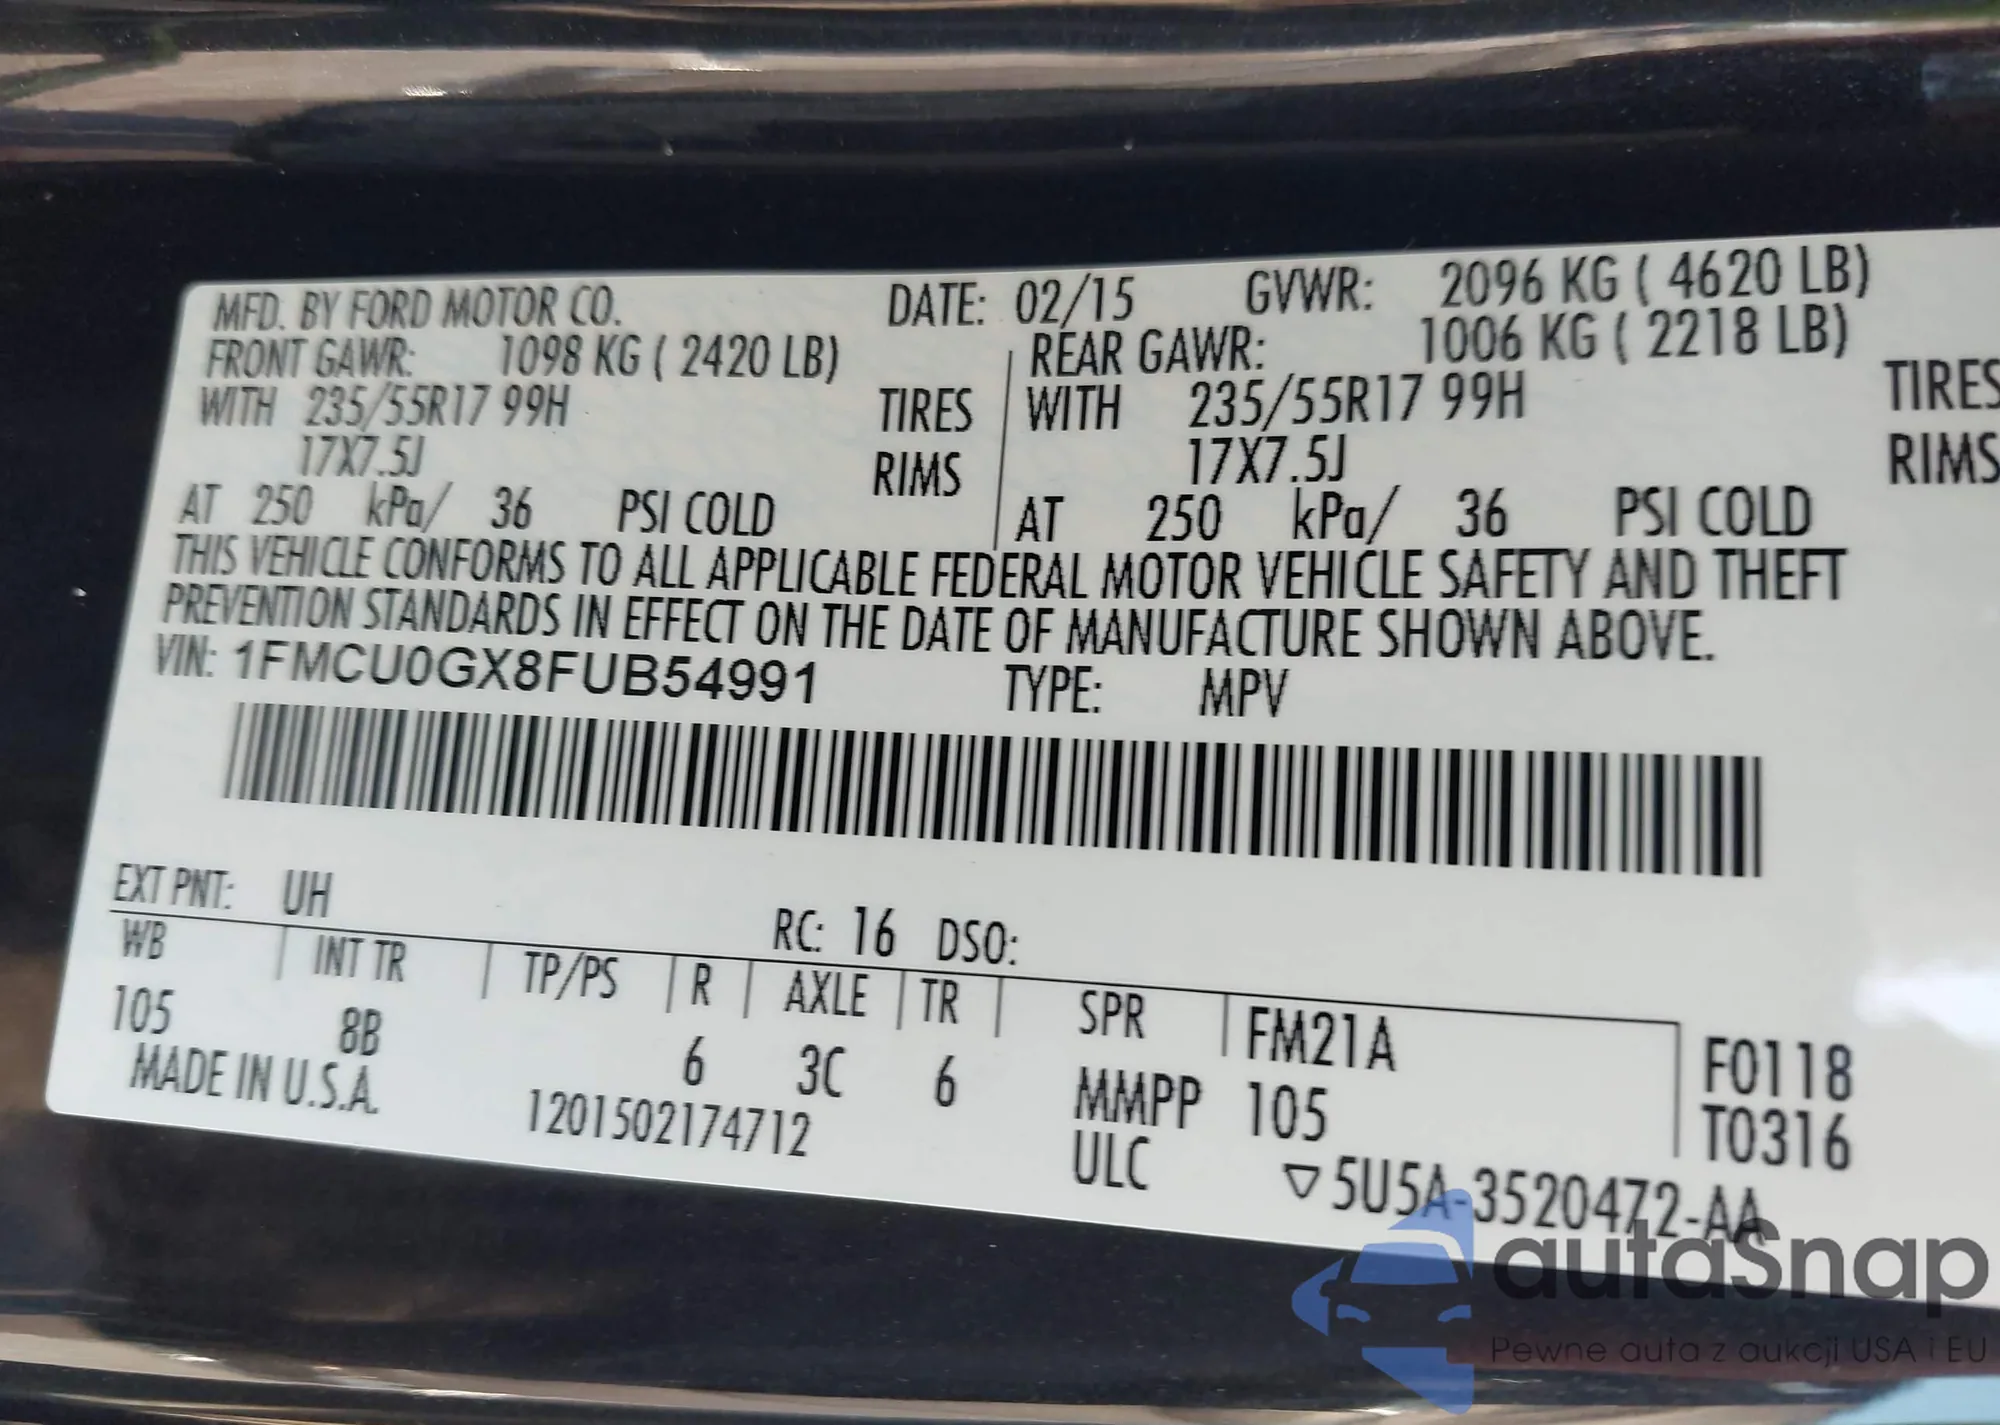 MFD. BY FORD MOTOR CO. DATE: 02/15 GVWR: 2096 KG ( 4620 LB)
FRONT GAWR: 1098 KG ( 2420 LB) REAR GAWR: 1006 KG ( 2218 LB)
WITH 235/55R17 99H TIRES WITH 235/55R17 99H TIRES
17X7.5J RIMS 17X7.5J RIMS
AT 250 kPa/ 36 PSI COLD AT 250 kPa/ 36 PSI COLD
THIS VEHICLE CONFORMS TO ALL APPLICABLE FEDERAL MOTOR VEHICLE SAFETY AND THEFT
PREVENTION STANDARDS IN EFFECT ON THE DATE OF MANUFACTURE SHOWN ABOVE.
VIN: 1FMCU0GX8FUB54991 TYPE: MPV
EXT PNT: UH RC: 16 DSO:
WB INT TR TP/PS R AXLE TR SPR FM21A F0118
105 8B 6 3C 6 MMPP 105 T0316
MADE IN U.S.A. 1201502174712 ULC ▽5U5A-3520472-AA
autaSnap
Pewne auta z aukcji USA i EU